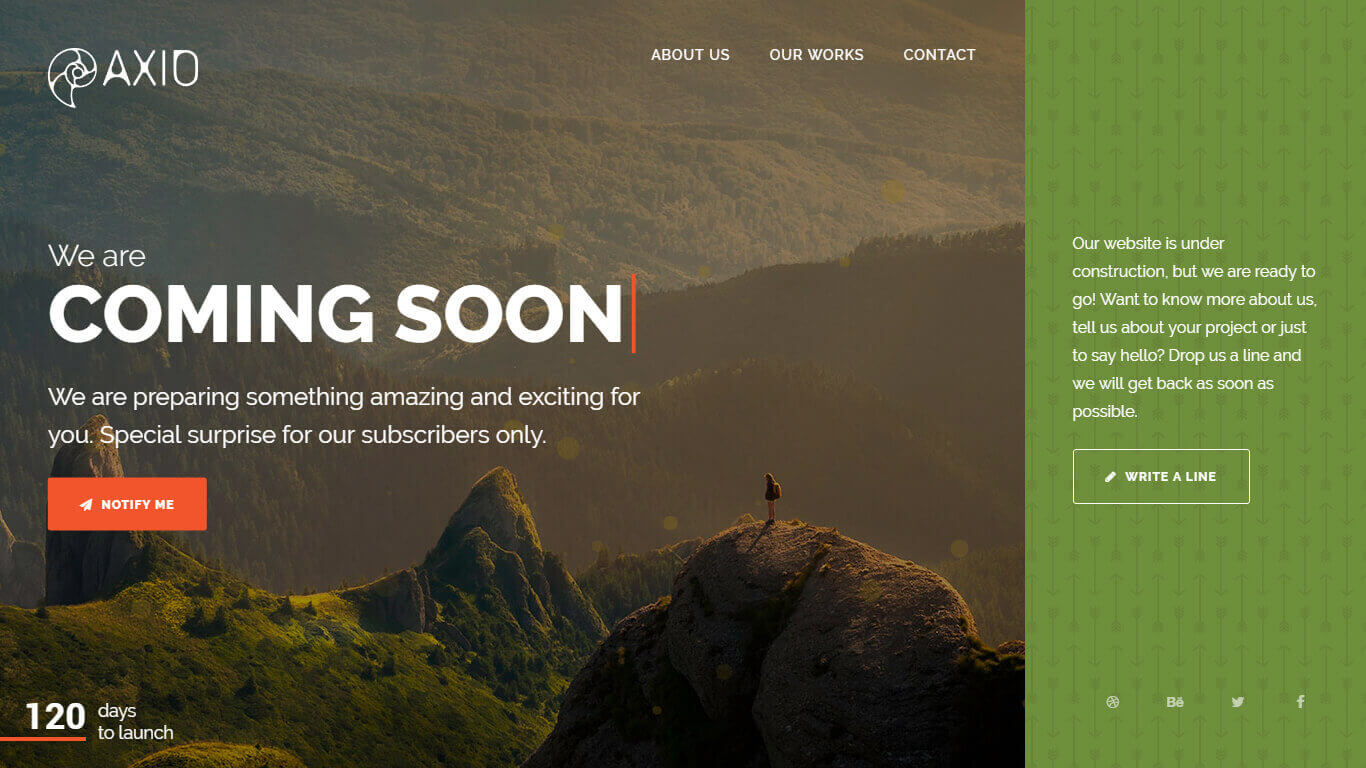 AXIO
ABOUT US OUR WORKS CONTACT
We are
COMING SOON
We are preparing something amazing and exciting for
you. Special surprise for our subscribers only.
NOTIFY ME
120 days
to launch
Our website is under
construction, but we are ready to
go! Want to know more about us,
tell us about your project or just
to say hello? Drop us a line and
we will get back as soon as
possible.
WRITE A LINE
Bē